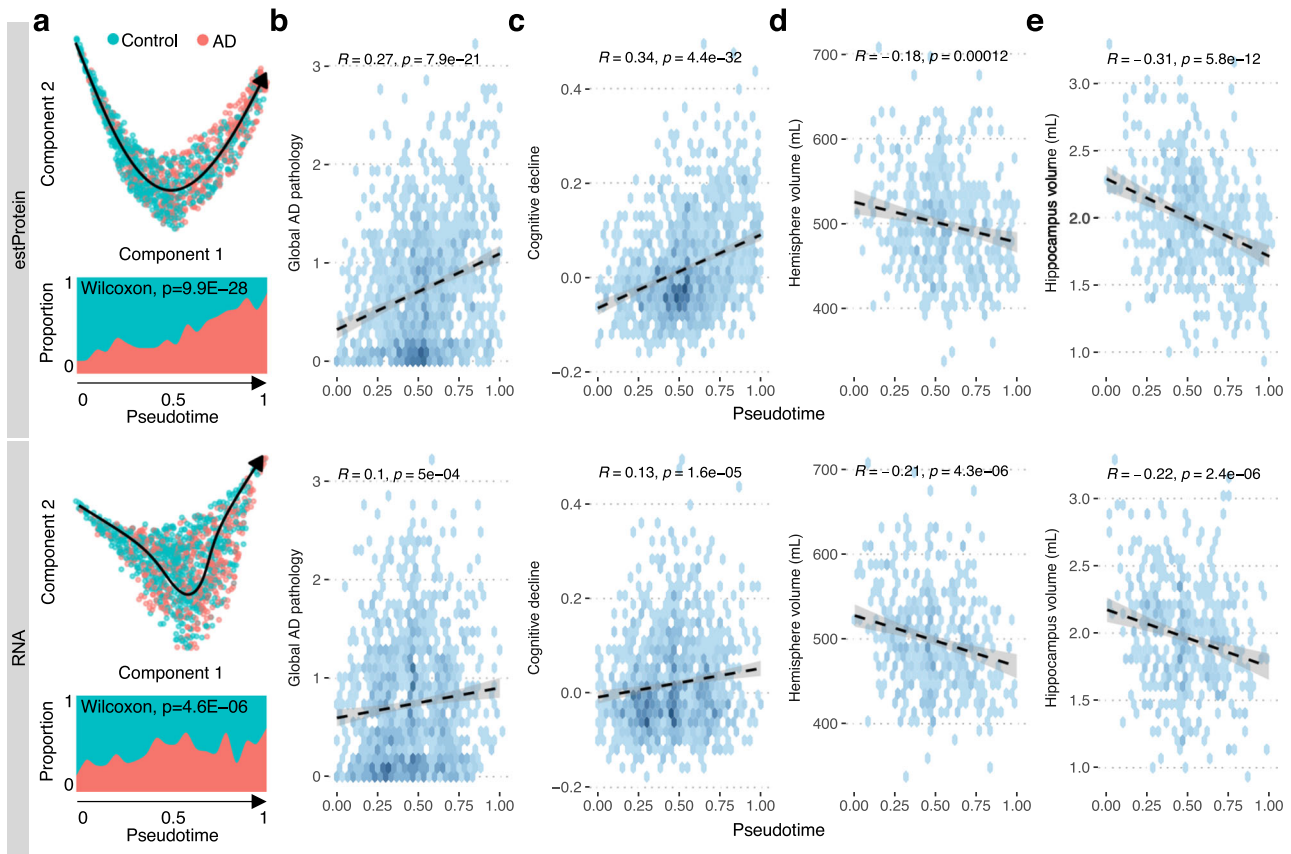 a
b
c
d
e
estProtein
Control
AD
Component 2
Component 1
Wilcoxon, p=9.9E−28
Proportion
1
0
0
0.5
1
Pseudotime
R = 0.27, p = 7.9e−21
Global AD pathology
3
2
1
0
0.00
0.25
0.50
0.75
1.00
R = 0.34, p = 4.4e−32
Cognitive decline
0.4
0.2
0.0
−0.2
0.00
0.25
0.50
0.75
1.00
R = −0.18, p = 0.00012
Hemisphere volume (mL)
700
600
500
400
0.00
0.25
0.50
0.75
1.00
R = −0.31, p = 5.8e−12
Hippocampus volume (mL)
3.0
2.5
2.0
1.5
1.0
0.00
0.25
0.50
0.75
1.00
Pseudotime
RNA
Component 2
Component 1
Wilcoxon, p=4.6E−06
Proportion
1
0
0
0.5
1
Pseudotime
R = 0.1, p = 5e−04
Global AD pathology
3
2
1
0
0.00
0.25
0.50
0.75
1.00
R = 0.13, p = 1.6e−05
Cognitive decline
0.4
0.2
0.0
−0.2
0.00
0.25
0.50
0.75
1.00
R = −0.21, p = 4.3e−06
Hemisphere volume (mL)
700
600
500
400
0.00
0.25
0.50
0.75
1.00
R = −0.22, p = 2.4e−06
Hippocampus volume (mL)
3.0
2.5
2.0
1.5
1.0
0.00
0.25
0.50
0.75
1.00
Pseudotime